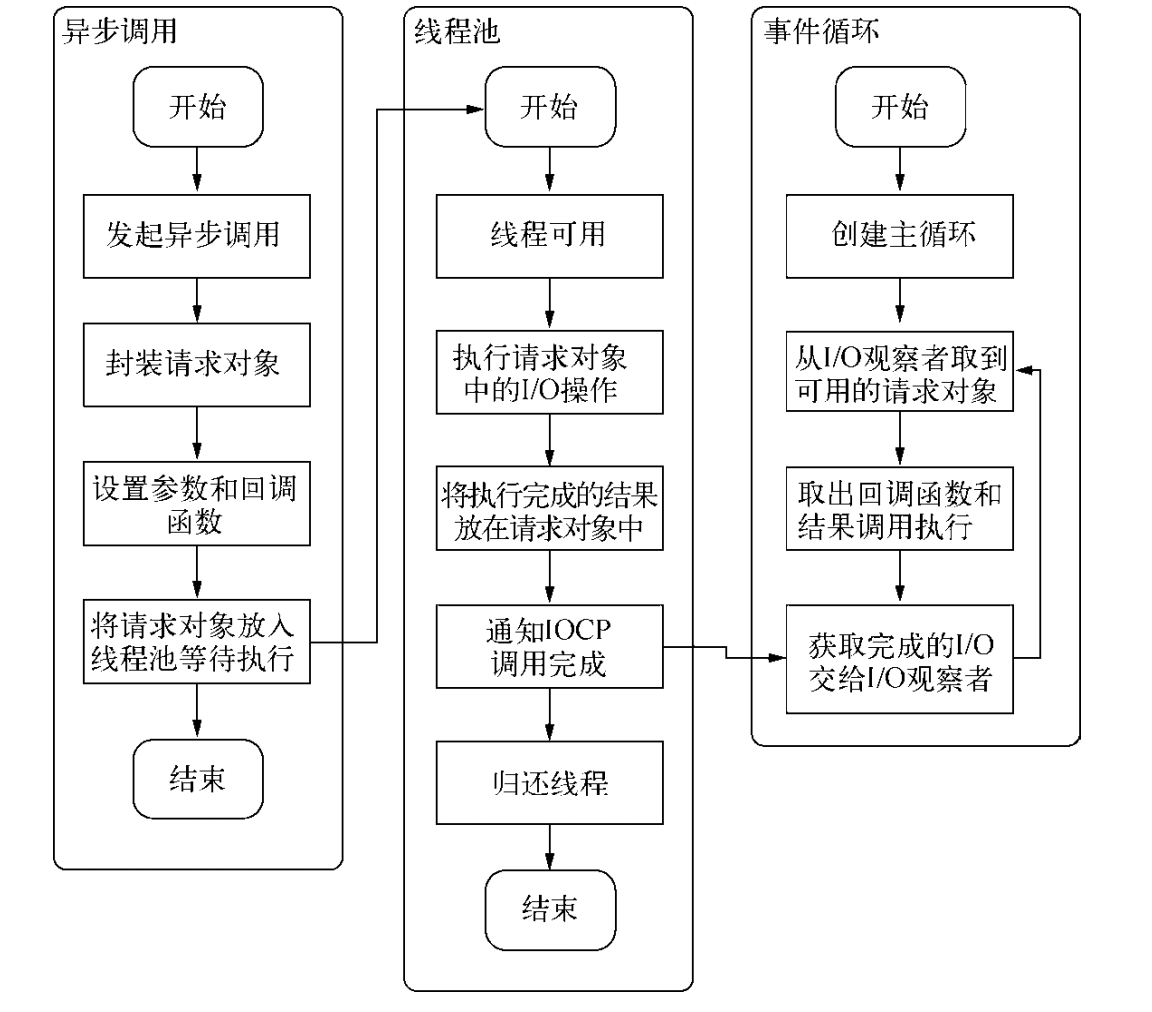 异步调用
开始
发起异步调用
封装请求对象
设置参数和回调
函数
将请求对象放入
线程池等待执行
结束
线程池
开始
线程可用
执行请求对象
中的I/O操作
将执行完成的结果
放在请求对象中
通知IOCP
调用完成
归还线程
结束
事件循环
开始
创建主循环
从I/O观察者取到
可用的请求对象
取出回调函数和
结果调用执行
获取完成的I/O
交给I/O观察者